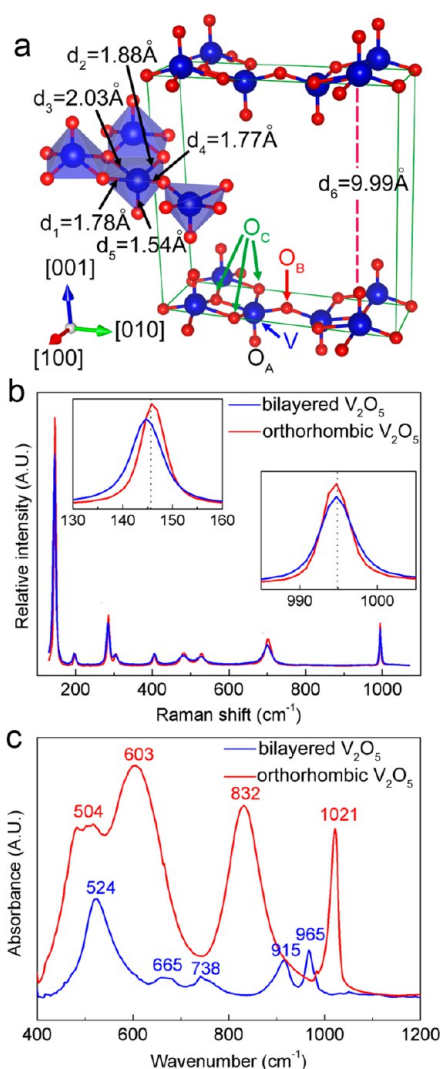 a
d₂=1.88Å
d₃=2.03Å
d₄=1.77Å
d₁=1.78Å
d₅=1.54Å
d₆=9.99Å
O_C
O_B
V
O_A
[001]
[010]
[100]
b
bilayered V₂O₅
orthorhombic V₂O₅
130 140 150 160
990 1000
Relative intensity (A.U.)
200 400 600 800 1000
Raman shift (cm⁻¹)
c
bilayered V₂O₅
orthorhombic V₂O₅
504
603
832
1021
524
665
738
915
965
Absorbance (A.U.)
400 600 800 1000 1200
Wavenumber (cm⁻¹)